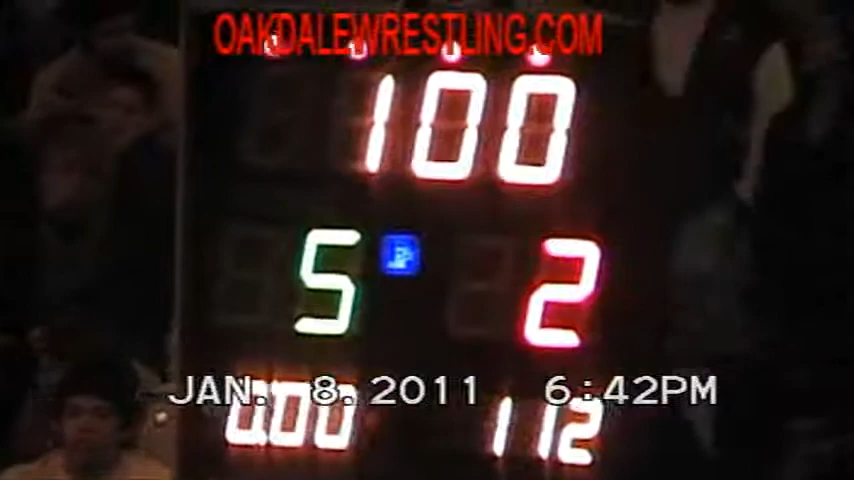 OAKDALEWRESTLING.COM
100
5 P 2
JAN. 8. 2011 6:42PM
0.00 112